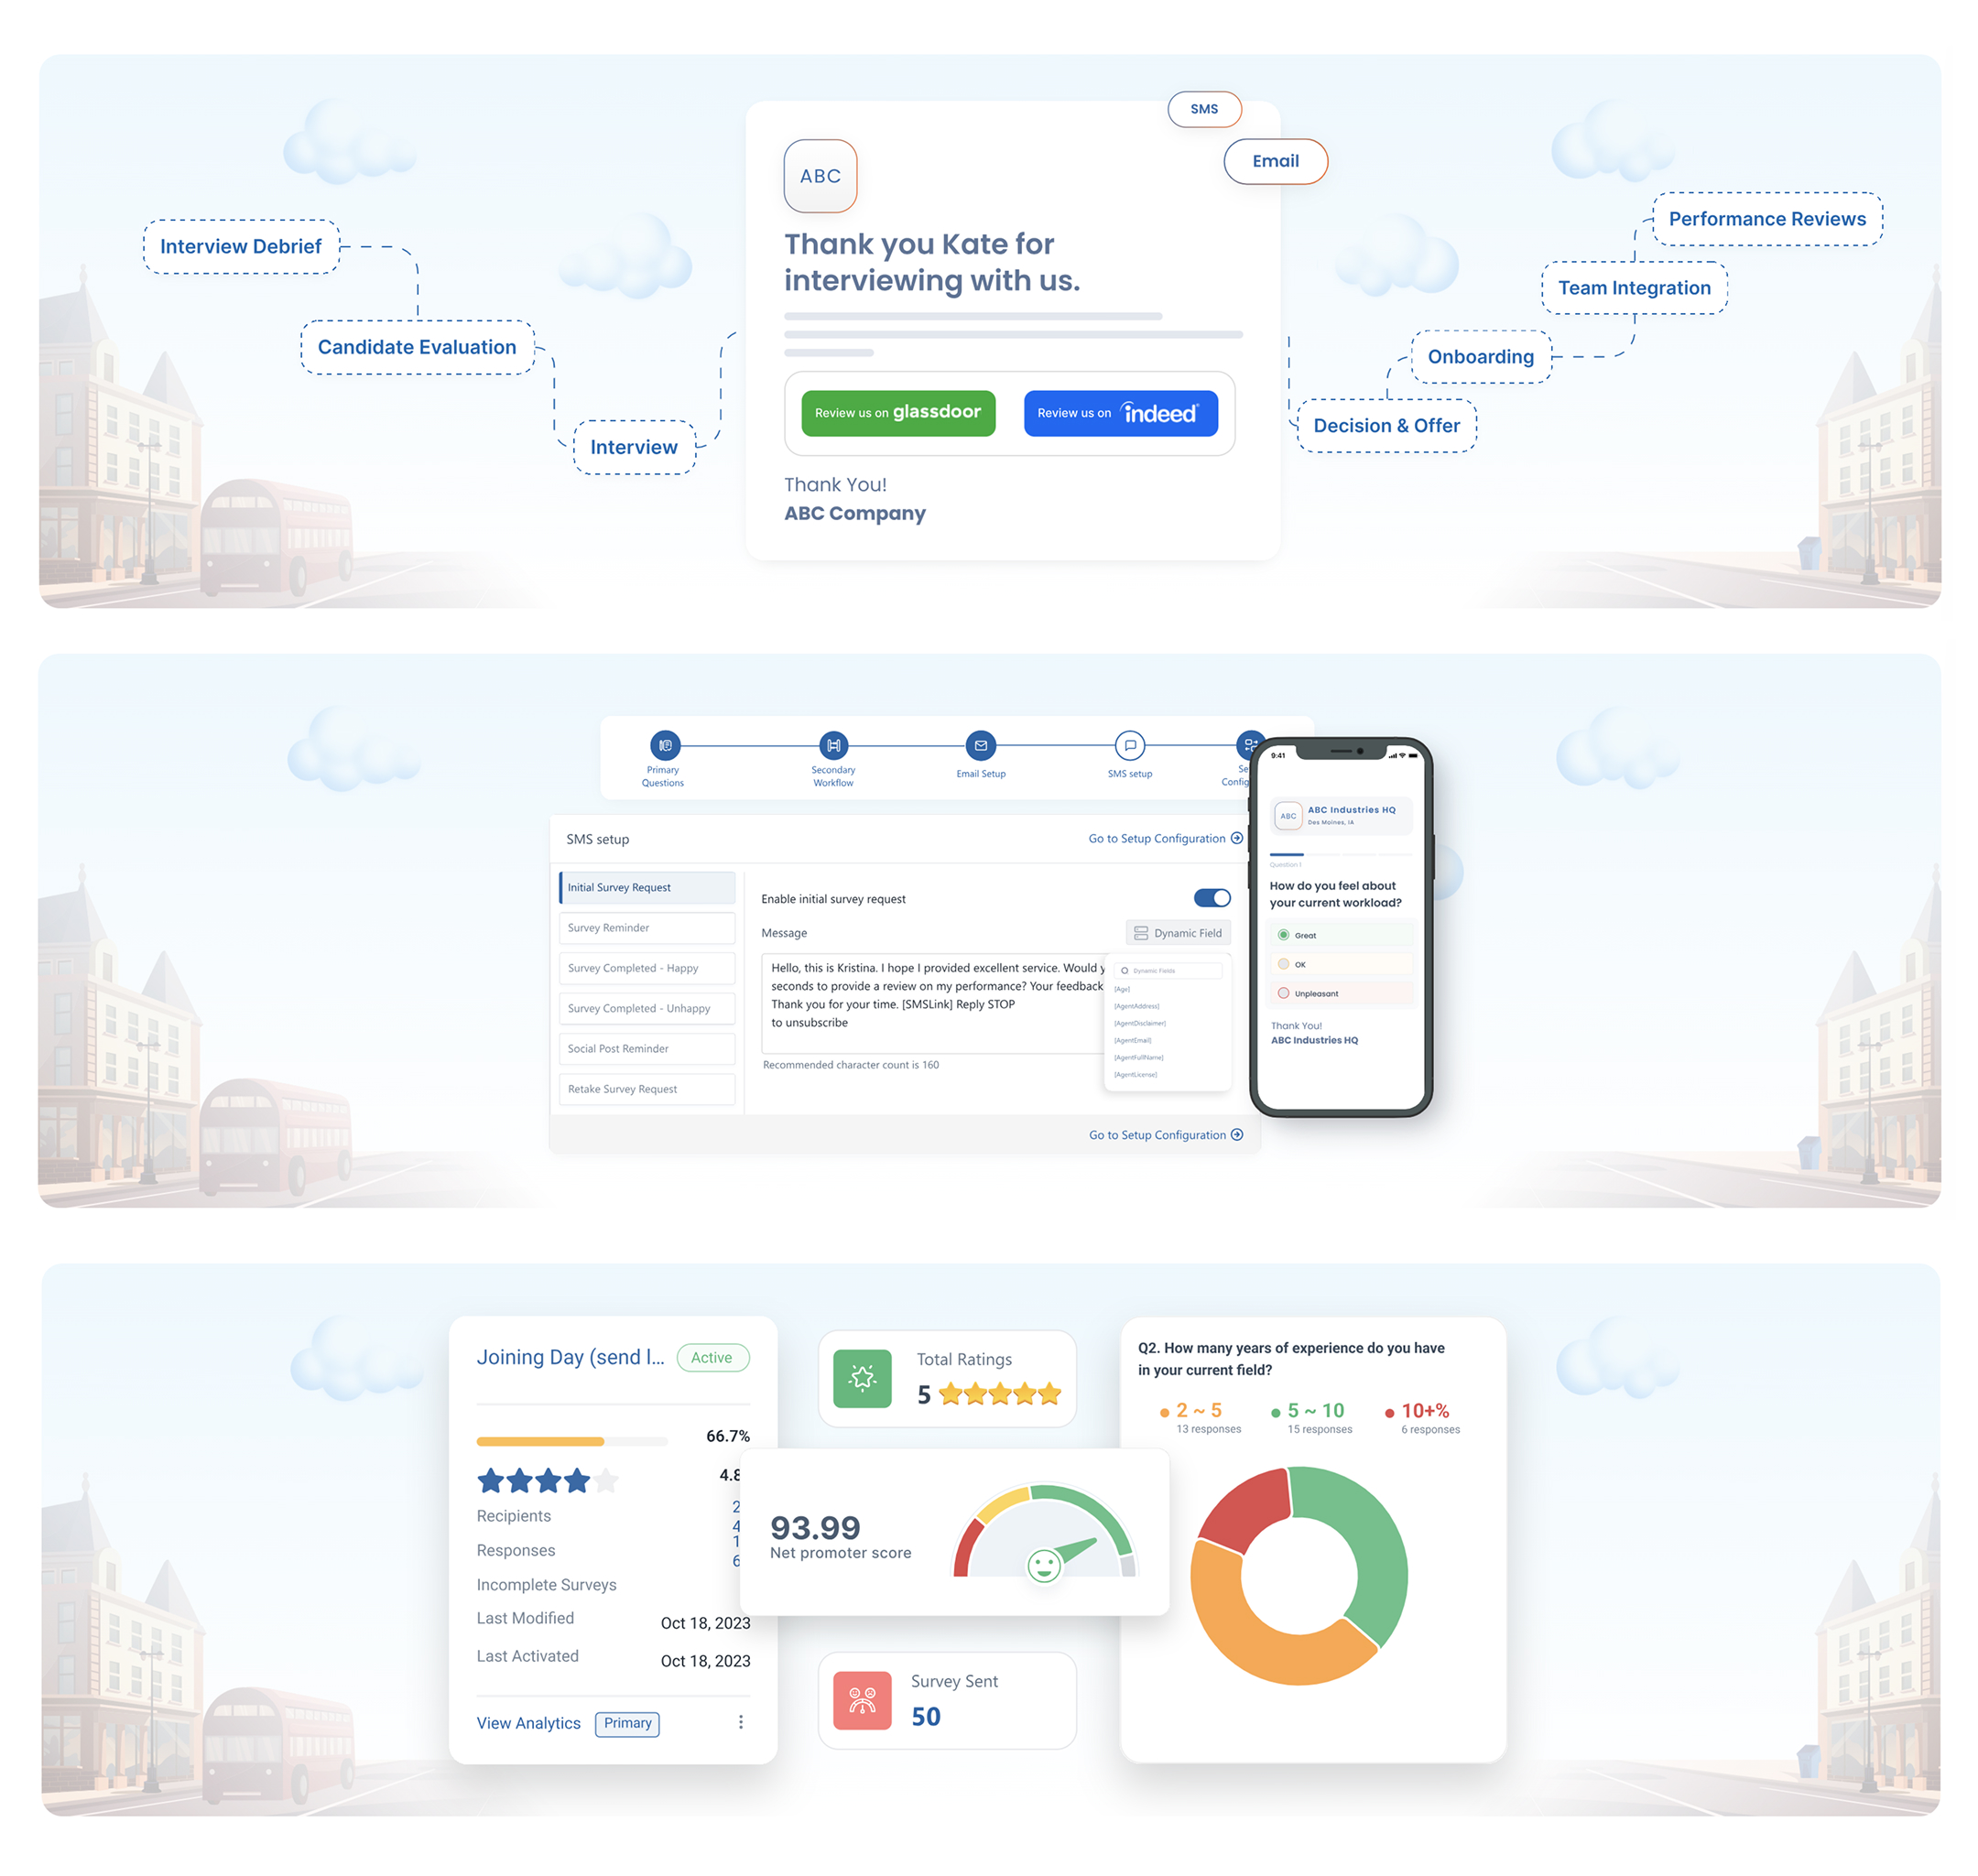 SMS
Email
ABC
Thank you Kate for
interviewing with us.
Review us on glassdoor
Review us on indeed
Thank You!
ABC Company
Interview Debrief
Candidate Evaluation
Interview
Performance Reviews
Team Integration
Onboarding
Decision & Offer
Primary
Questions
Secondary
Workflow
Email Setup
SMS setup
Se
Config
SMS setup
Go to Setup Configuration
Initial Survey Request
Survey Reminder
Survey Completed - Happy
Survey Completed - Unhappy
Social Post Reminder
Retake Survey Request
Enable initial survey request
Message
Dynamic Field
Hello, this is Kristina. I hope I provided excellent service. Would y
seconds to provide a review on my performance? Your feedback
Thank you for your time. [SMSLink] Reply STOP
to unsubscribe
Recommended character count is 160
Dynamic Fields
[Age]
[AgentAddress]
[AgentDisclaimer]
[AgentEmail]
[AgentFullName]
[AgentLicense]
Go to Setup Configuration
9:41
ABC
ABC Industries HQ
Des Moines, IA
Question 1
How do you feel about
your current workload?
Great
OK
Unpleasant
Thank You!
ABC Industries HQ
Joining Day (send l...
Active
66.7%
4.8
Recipients
2
4
Responses
1
6
Incomplete Surveys
Last Modified Oct 18, 2023
Last Activated Oct 18, 2023
View Analytics Primary
Total Ratings
5
93.99
Net promoter score
Survey Sent
50
Q2. How many years of experience do you have
in your current field?
2 ~ 5
13 responses
5 ~ 10
15 responses
10+%
6 responses